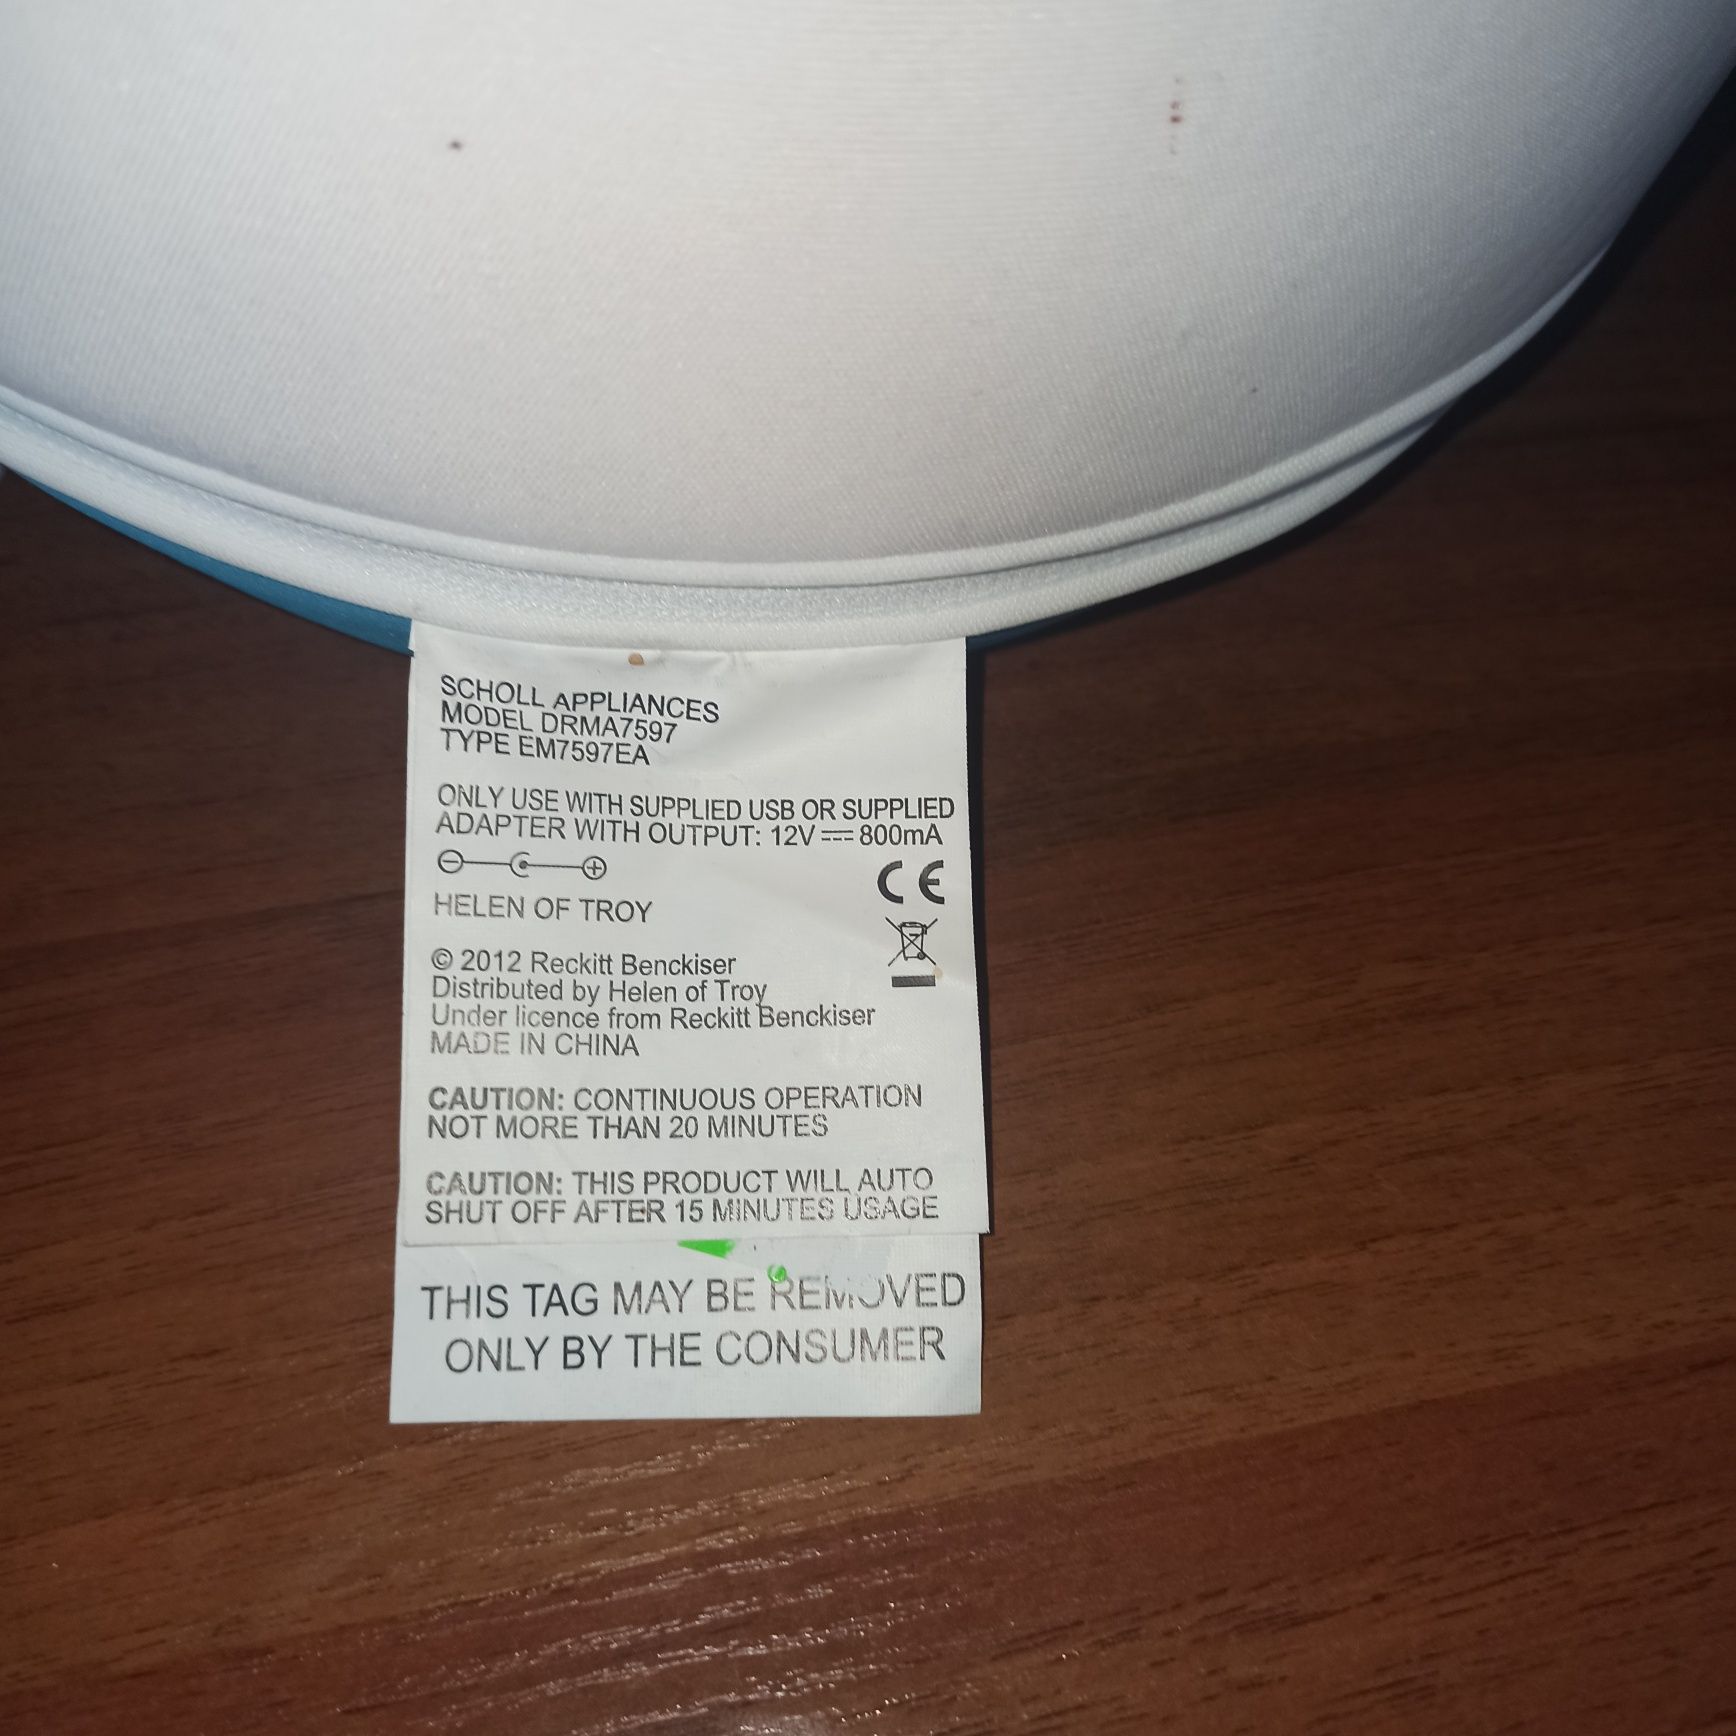 SCHOLL APPLIANCES
MODEL DRMA7597
TYPE EM7597EA
ONLY USE WITH SUPPLIED USB OR SUPPLIED
ADAPTER WITH OUTPUT: 12V⎓800mA
CE
HELEN OF TROY
© 2012 Reckitt Benckiser
Distributed by Helen of Troy
Under licence from Reckitt Benckiser
MADE IN CHINA
CAUTION: CONTINUOUS OPERATION
NOT MORE THAN 20 MINUTES
CAUTION: THIS PRODUCT WILL AUTO
SHUT OFF AFTER 15 MINUTES USAGE
THIS TAG MAY BE REMOVED
ONLY BY THE CONSUMER